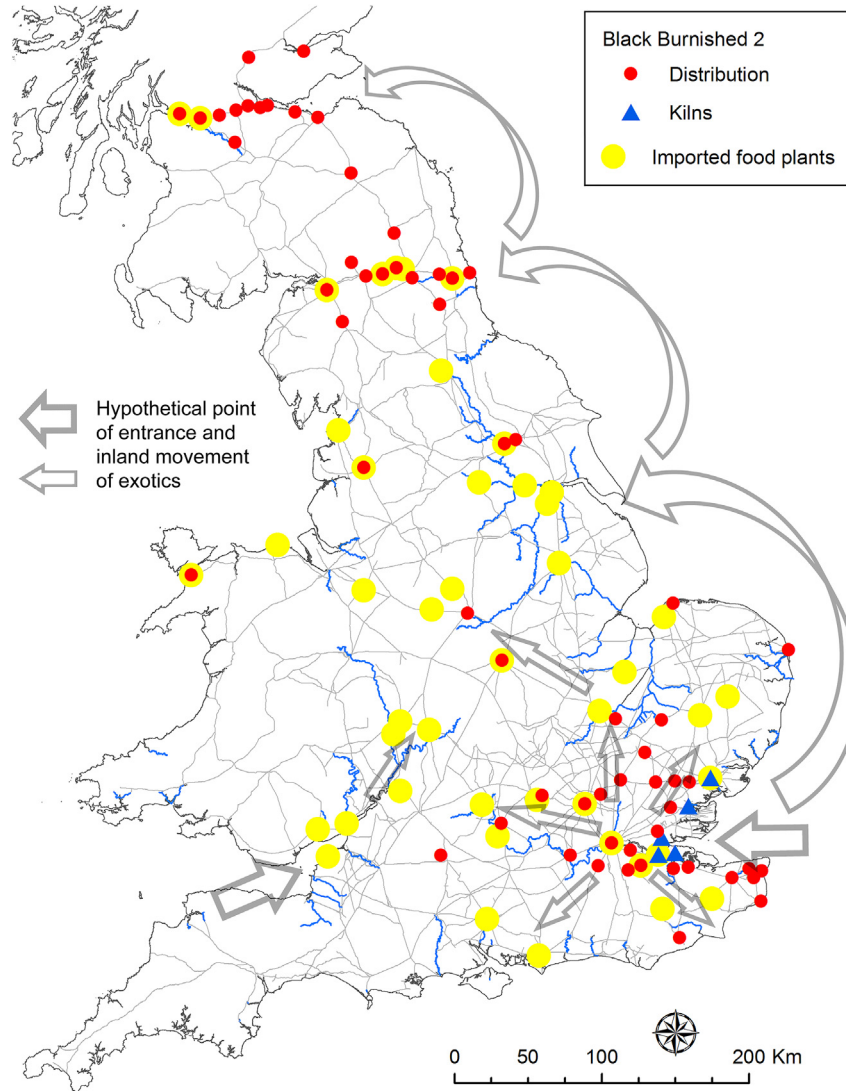 Black Burnished 2
Distribution
Kilns
Imported food plants
Hypothetical point
of entrance and
inland movement
of exotics
0 50 100 200 Km